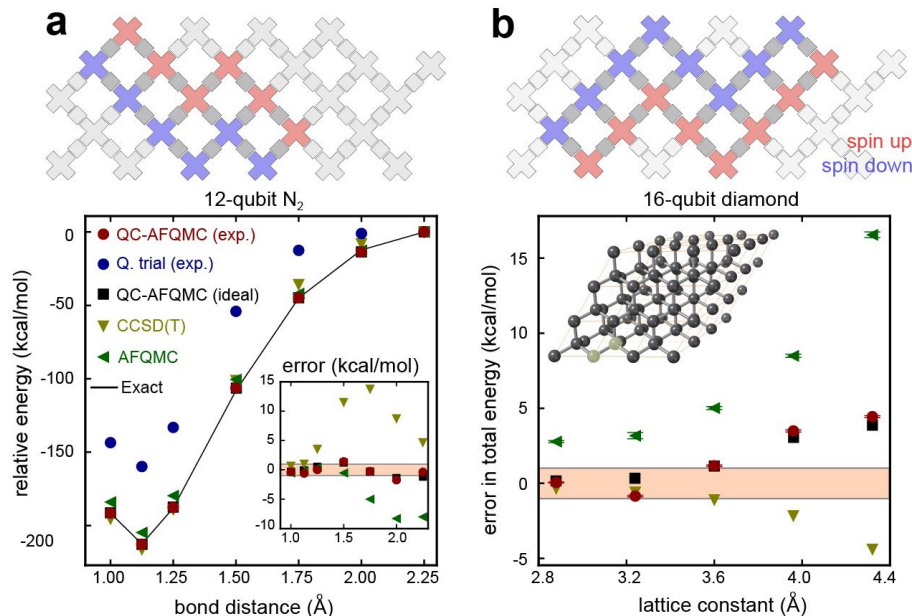 a
12-qubit N₂
relative energy (kcal/mol)
0
-50
-100
-150
-200
QC-AFQMC (exp.)
Q. trial (exp.)
QC-AFQMC (ideal)
CCSD(T)
AFQMC
Exact
error (kcal/mol)
15
10
5
0
-5
-10
1.0
1.5
2.0
1.00
1.25
1.50
1.75
2.00
2.25
bond distance (Å)
b
spin up
spin down
16-qubit diamond
error in total energy (kcal/mol)
15
10
5
0
-5
2.8
3.2
3.6
4.0
4.4
lattice constant (Å)